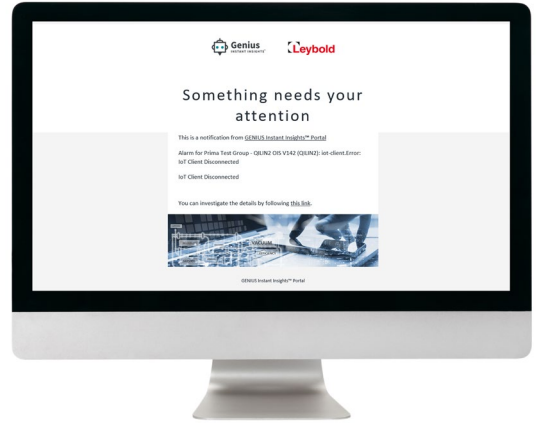 Genius
INSTANT INSIGHTS
Leybold
Something needs your
attention
This is a notification from GENIUS Instant Insights™ Portal
Alarm for Prima Test Group - QILIN2 OIS V142 (QILIN2): iot-client.Error:
IoT Client Disconnected
IoT Client Disconnected
You can investigate the details by following this link.
VACUUM
GENIUS Instant Insights™ Portal